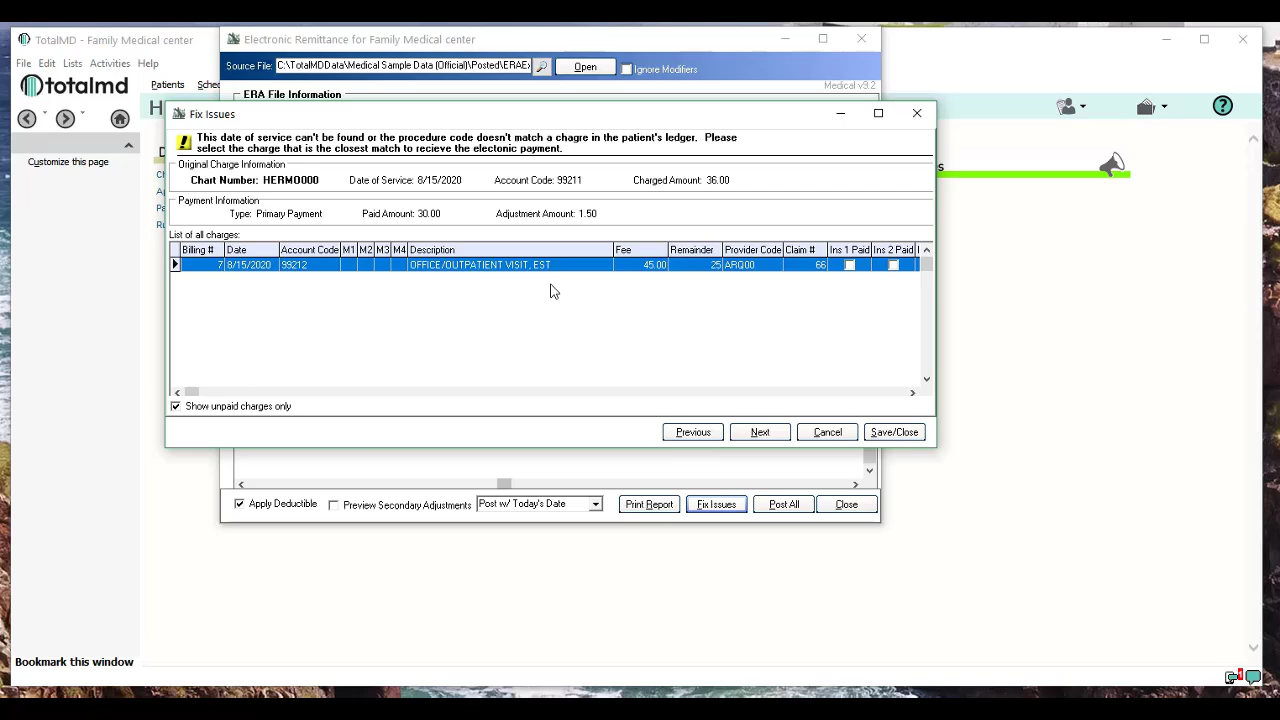 TotalMD - Family Medical center
File Edit Lists Activities Help
totalmd
Patients
Customize this page
Bookmark this window
Electronic Remittance for Family Medical center
Source File: C:\TotalMDData\Medical Sample Data (Official)\Posted\ERAEx Open Ignore Modifiers
Medical v9.2
ERA File Information
Fix Issues
This date of service can't be found or the procedure code doesn't match a chagre in the patient's ledger. Please
select the charge that is the closest match to recieve the electonic payment.
Original Charge Information
Chart Number: HERMO000 Date of Service: 8/15/2020 Account Code: 99211 Charged Amount: 36.00
Payment Information
Type: Primary Payment Paid Amount: 30.00 Adjustment Amount: 1.50
List of all charges:
Billing # Date Account Code M1 M2 M3 M4 Description Fee Remainder Provider Code Claim # Ins 1 Paid Ins 2 Paid
7 8/15/2020 99212 OFFICE/OUTPATIENT VISIT, EST 45.00 25 ARQ00 66
Show unpaid charges only
Previous Next Cancel Save/Close
Apply Deductible Preview Secondary Adjustments Post w/ Today's Date Print Report Fix Issues Post All Close